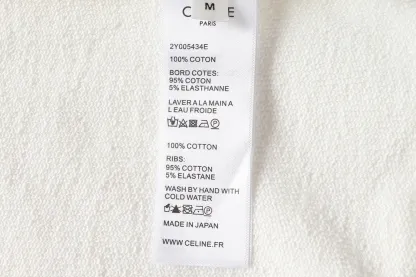 M
C E
PARIS
2Y005434E
100% COTON
BORD COTES:
95% COTON
5% ELASTHANNE
LAVER A LA MAIN A
L EAU FROIDE
100% COTTON
RIBS:
95% COTTON
5% ELASTANE
WASH BY HAND WITH
COLD WATER
MADE IN JAPAN
WWW.CELINE.FR